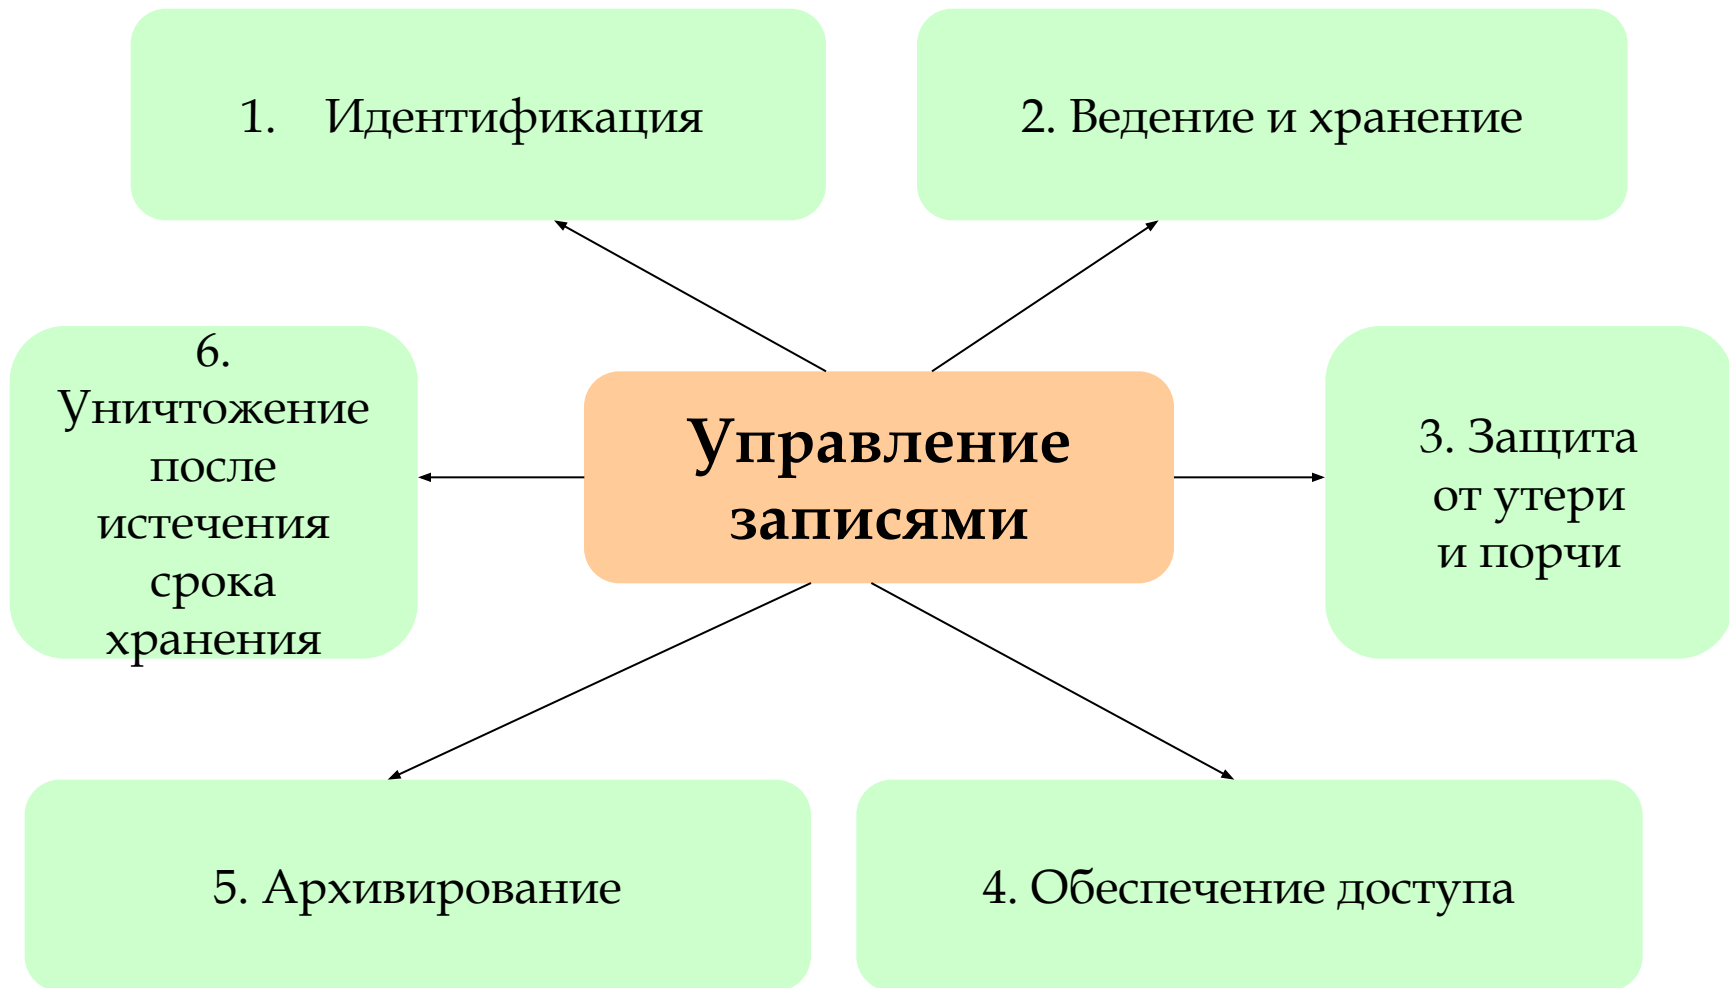 1. Идентификация
2. Ведение и хранение
6.
Уничтожение
после
истечения
срока
хранения
Управление
записями
3. Защита
от утери
и порчи
5. Архивирование
4. Обеспечение доступа